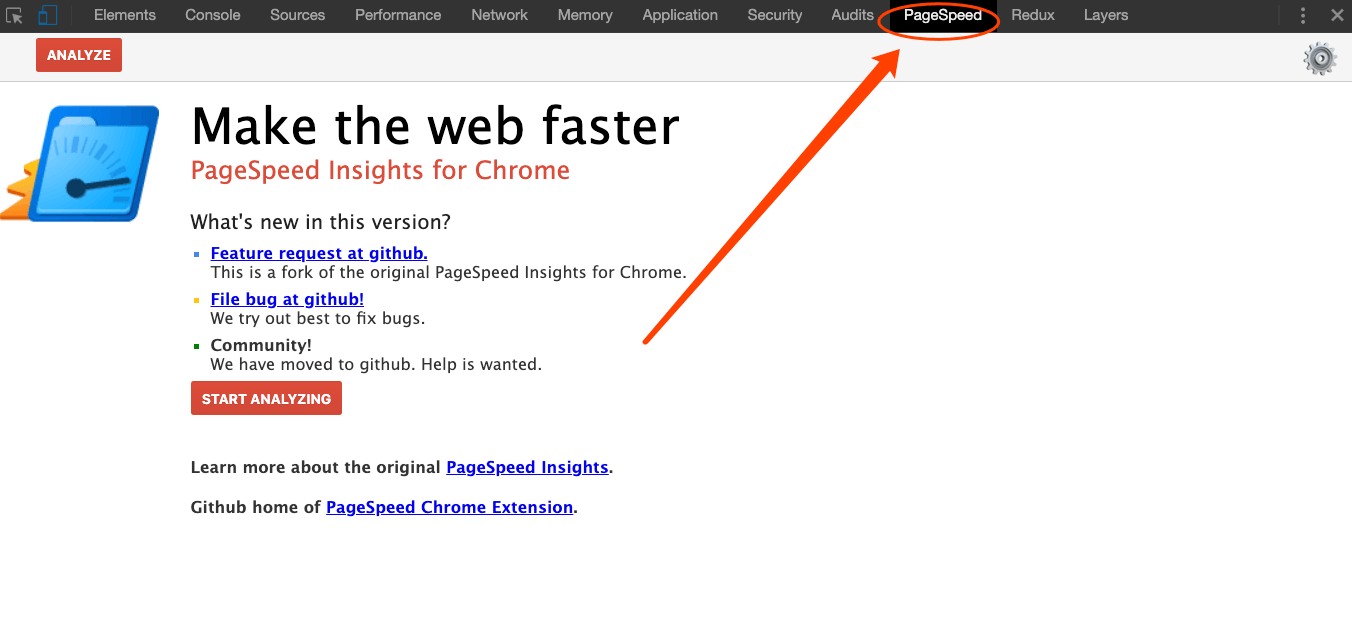 Elements Console Sources Performance Network Memory Application Security Audits PageSpeed Redux Layers
ANALYZE
Make the web faster
PageSpeed Insights for Chrome
What's new in this version?
Feature request at github.
This is a fork of the original PageSpeed Insights for Chrome.
File bug at github!
We try out best to fix bugs.
Community!
We have moved to github. Help is wanted.
START ANALYZING
Learn more about the original PageSpeed Insights.
Github home of PageSpeed Chrome Extension.